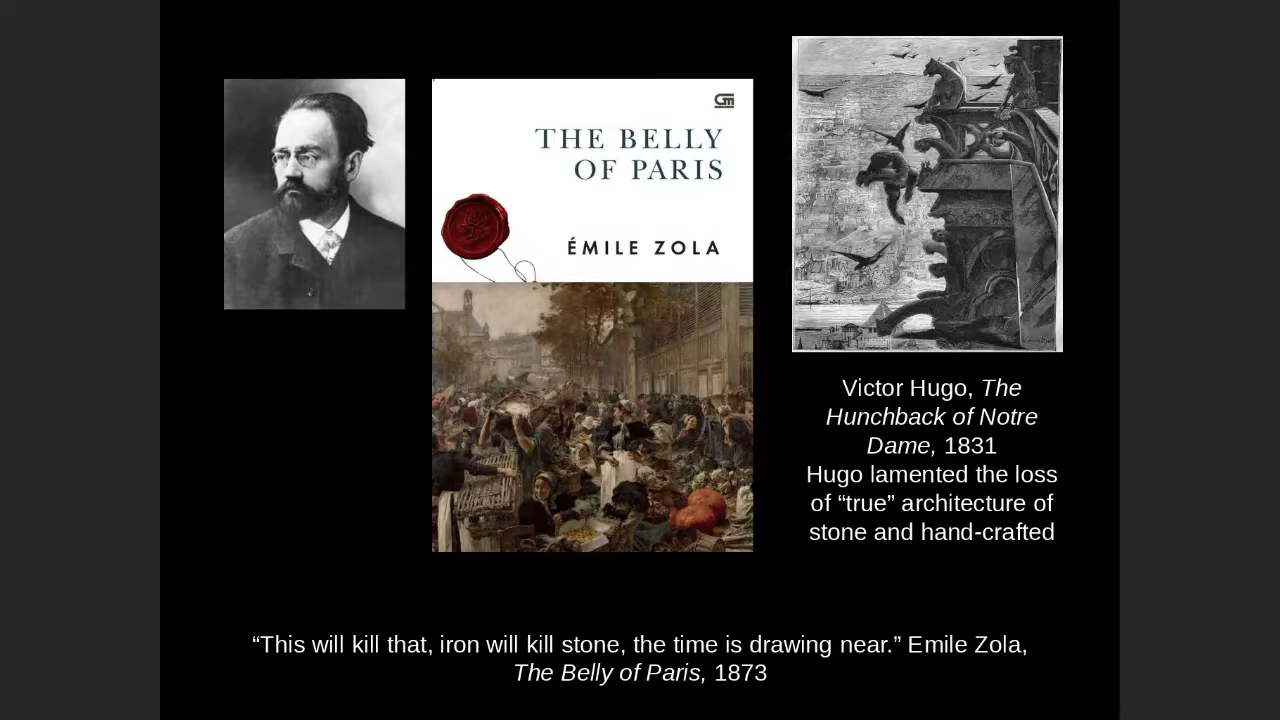 THE BELLY
OF PARIS
ÉMILE ZOLA
Victor Hugo, The
Hunchback of Notre
Dame, 1831
Hugo lamented the loss
of “true” architecture of
stone and hand-crafted
“This will kill that, iron will kill stone, the time is drawing near.” Emile Zola,
The Belly of Paris, 1873